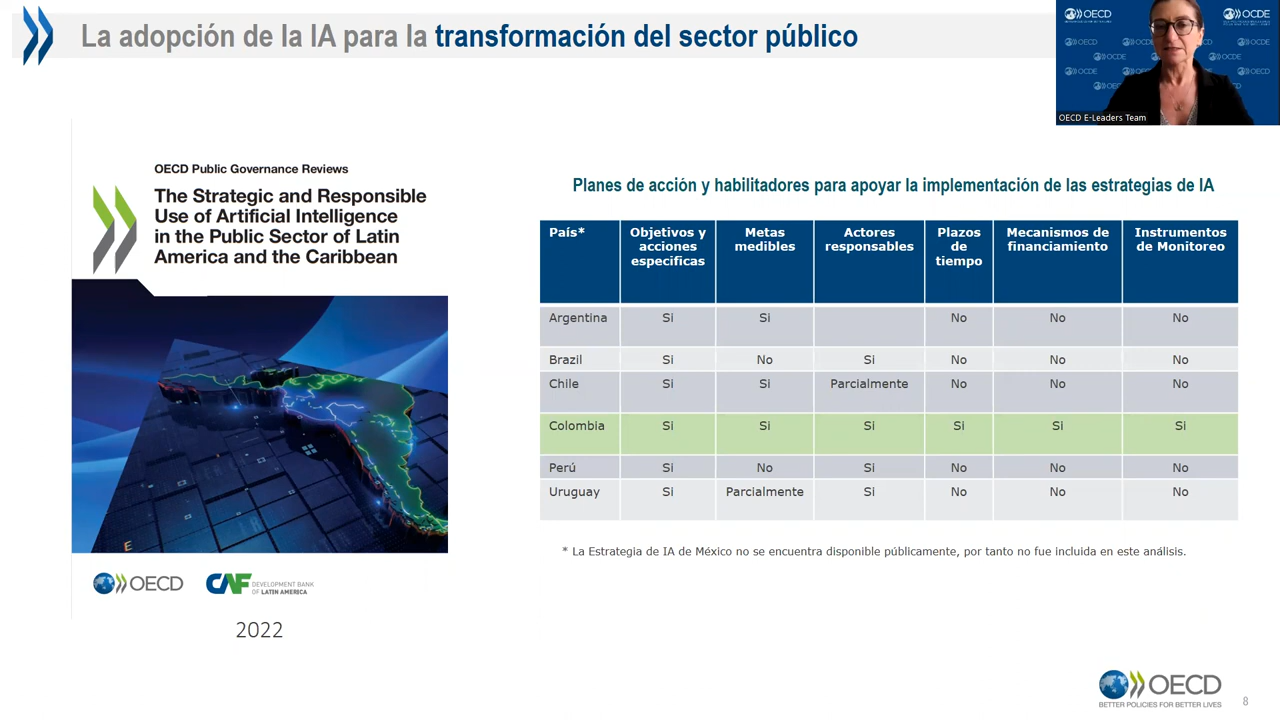 La adopción de la IA para la transformación del sector público
OECD
OCDE
OECD E-Leaders Team
OECD Public Governance Reviews
The Strategic and Responsible
Use of Artificial Intelligence
in the Public Sector of Latin
America and the Caribbean
OECD
CAF DEVELOPMENT BANK
OF LATIN AMERICA
2022
Planes de acción y habilitadores para apoyar la implementación de las estrategias de IA
País* Objetivos y acciones especificas Metas medibles Actores responsables Plazos de tiempo Mecanismos de financiamiento Instrumentos de Monitoreo
Argentina Si Si No No No
Brazil Si No Si No No No
Chile Si Si Parcialmente No No No
Colombia Si Si Si Si Si Si
Perú Si No Si No No No
Uruguay Si Parcialmente Si No No No
* La Estrategia de IA de México no se encuentra disponible públicamente, por tanto no fue incluida en este análisis.
OECD
BETTER POLICIES FOR BETTER LIVES
8